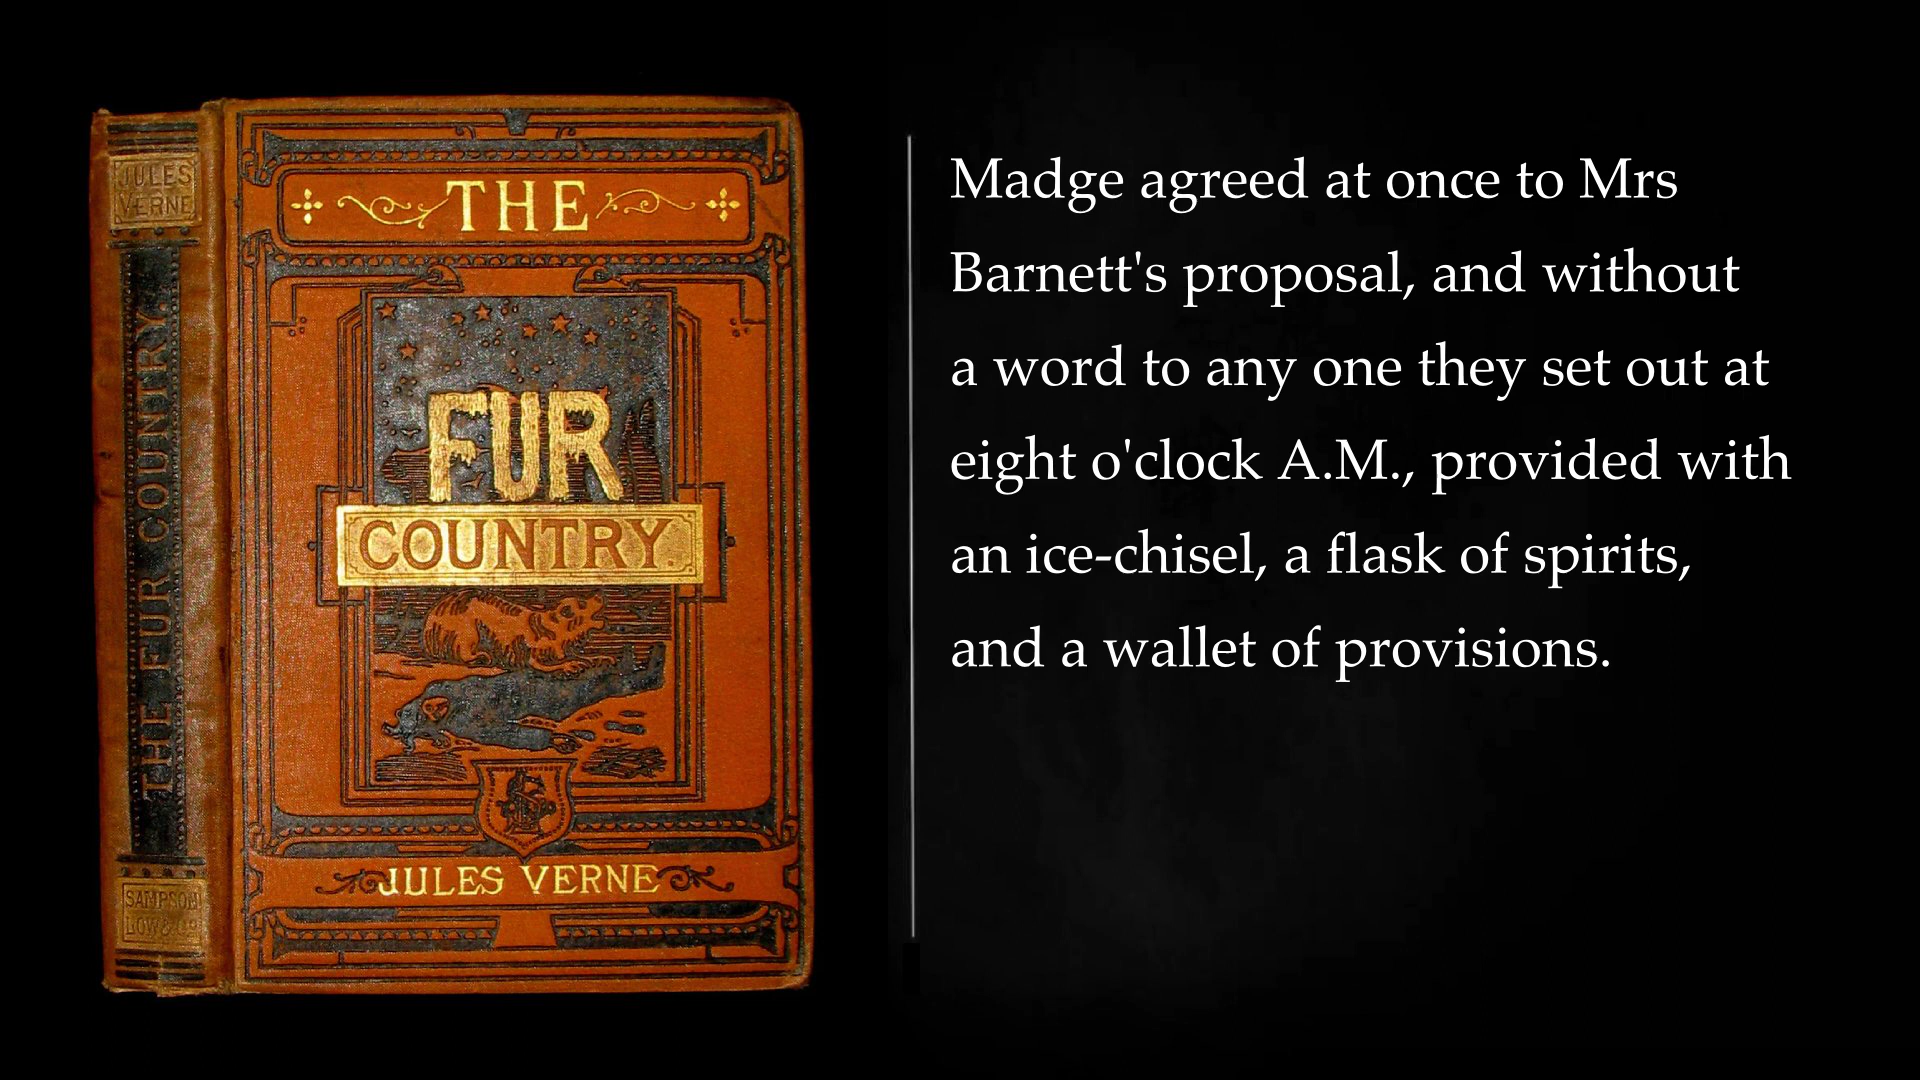 JULES
VERNE
THE FUR COUNTRY.
SAMPSON
LOW & Co
THE
FUR
COUNTRY.
JULES VERNE
Madge agreed at once to Mrs
Barnett's proposal, and without
a word to any one they set out at
eight o'clock A.M., provided with
an ice-chisel, a flask of spirits,
and a wallet of provisions.